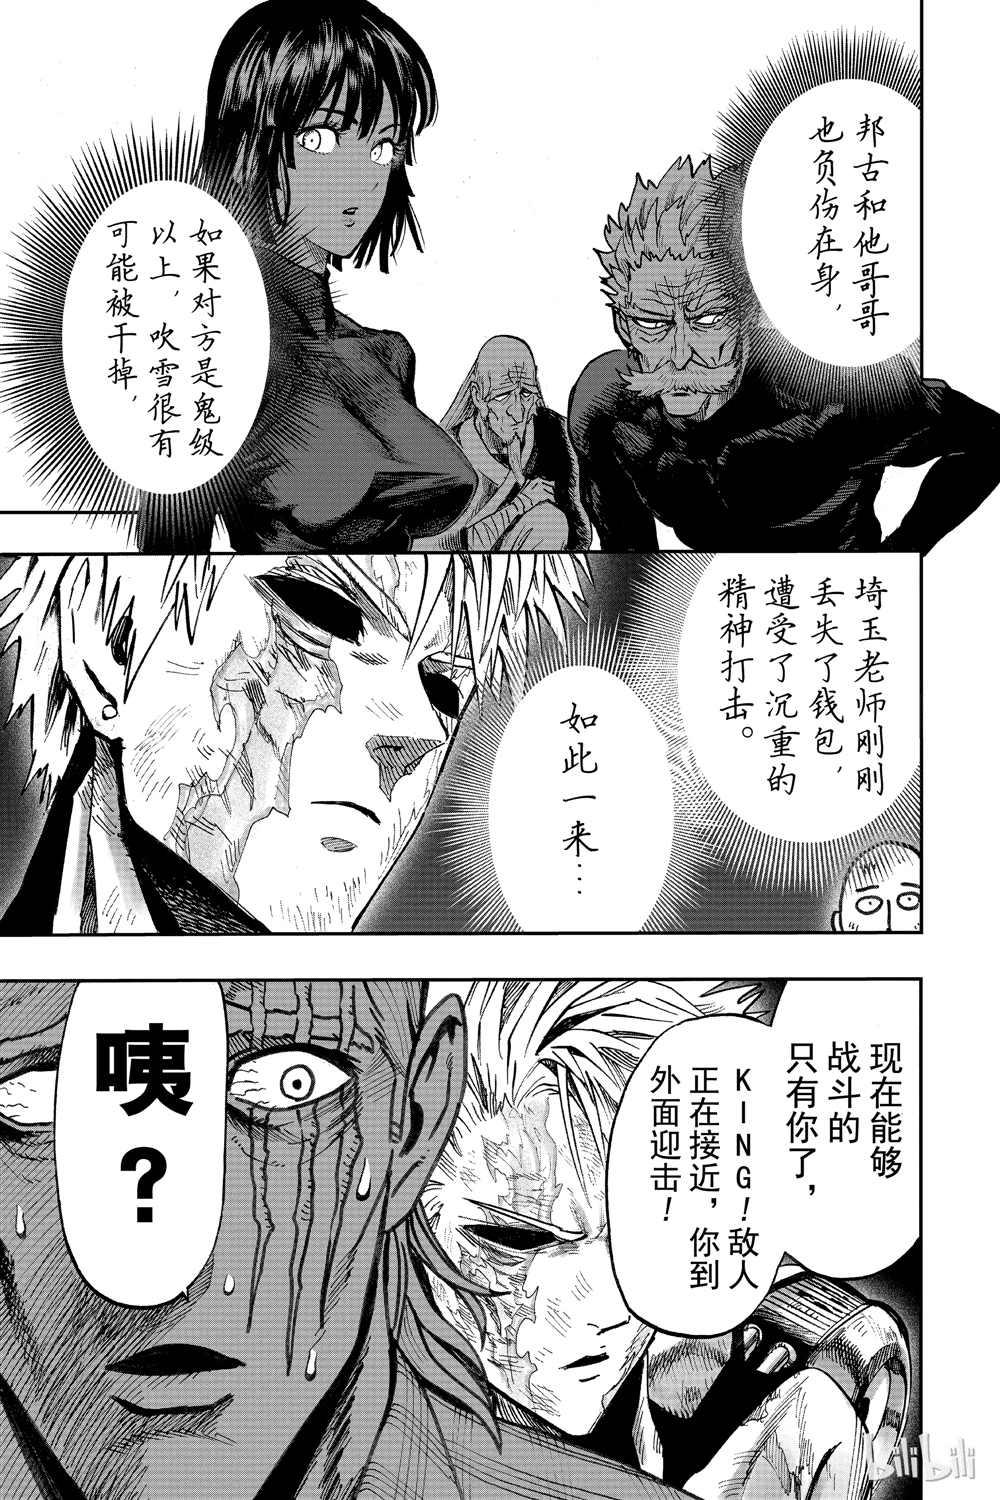 邦古和他哥哥
也负伤在身，
如果对方是鬼级
以上，吹雪很有
可能被干掉，
埼玉老师刚刚
丢失了钱包，
遭受了沉重的
精神打击。
如此一来…
现在能够
战斗的
只有你了，
KING！敌人
正在接近，你到
外面迎击！
咦？
bilibili